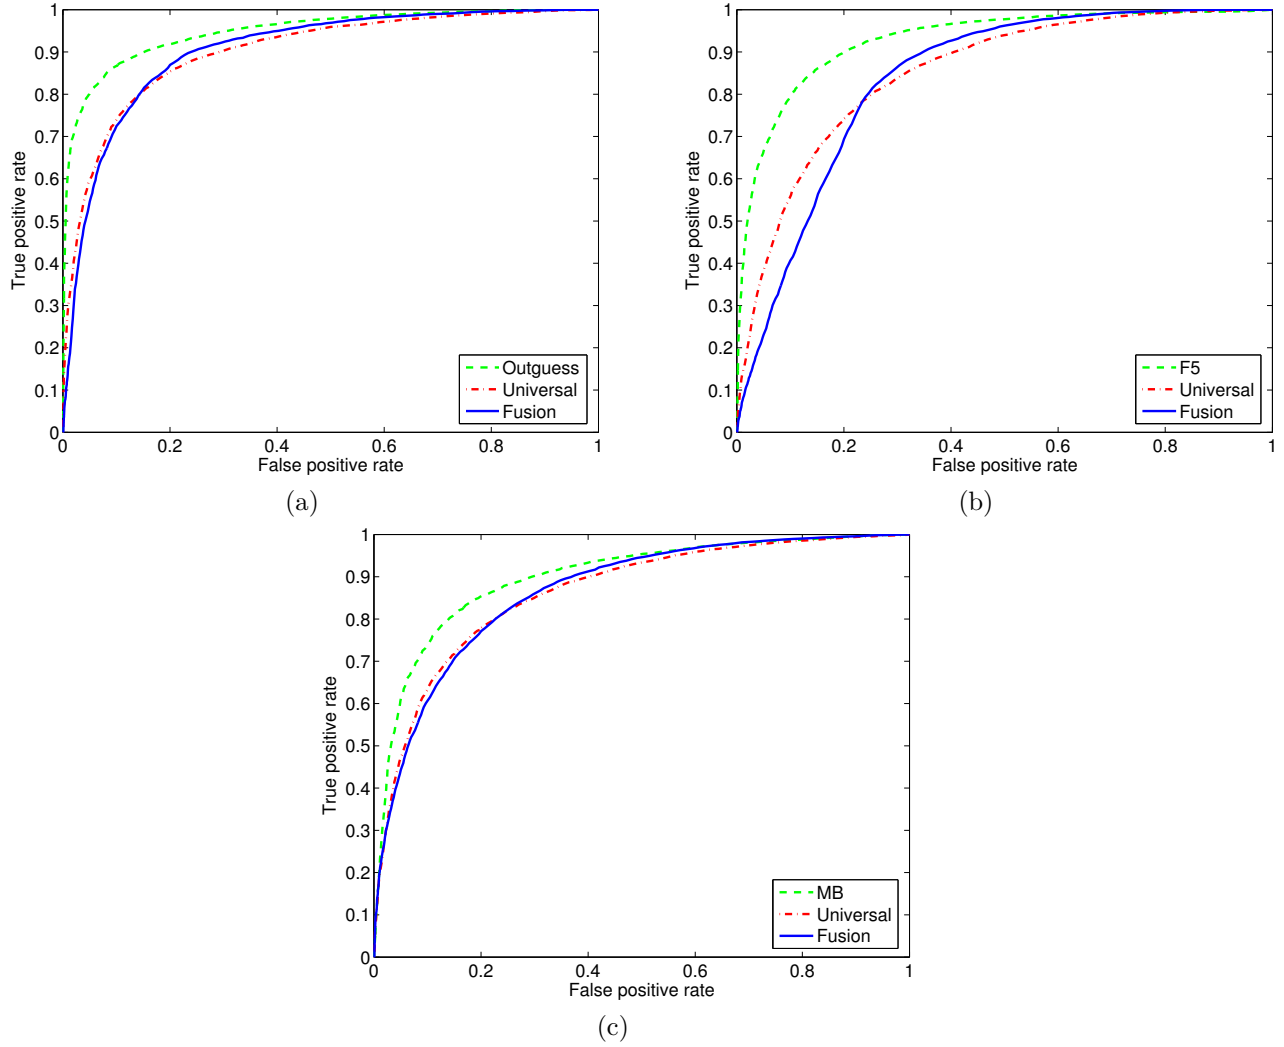 1
0.9
0.8
0.7
0.6
0.5
0.4
0.3
0.2
0.1
0
True positive rate
Outguess
Universal
Fusion
0 0.2 0.4 0.6 0.8 1
False positive rate
(a)
1
0.9
0.8
0.7
0.6
0.5
0.4
0.3
0.2
0.1
0
True positive rate
F5
Universal
Fusion
0 0.2 0.4 0.6 0.8 1
False positive rate
(b)
1
0.9
0.8
0.7
0.6
0.5
0.4
0.3
0.2
0.1
0
True positive rate
MB
Universal
Fusion
0 0.2 0.4 0.6 0.8 1
False positive rate
(c)